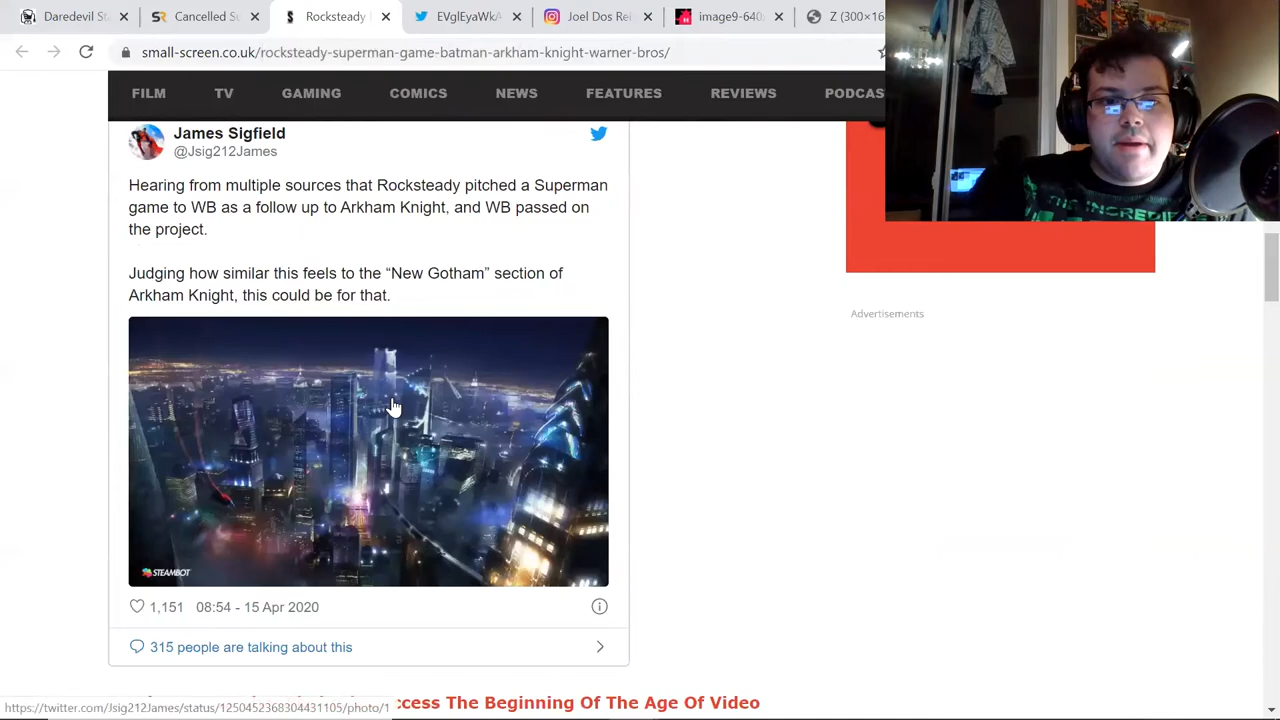 Daredevil St
Cancelled S
Rocksteady
EVglEyaWkA
Joel Dos Rei
image9-640
Z (300×16
small-screen.co.uk/rocksteady-superman-game-batman-arkham-knight-warner-bros/
FILM TV GAMING COMICS NEWS FEATURES REVIEWS PODCAS
James Sigfield
@Jsig212James
Hearing from multiple sources that Rocksteady pitched a Superman
game to WB as a follow up to Arkham Knight, and WB passed on
the project.
Judging how similar this feels to the “New Gotham” section of
Arkham Knight, this could be for that.
STEAMBOT
1,151 08:54 - 15 Apr 2020
315 people are talking about this
Advertisements
THE INCREDI
ccess The Beginning Of The Age Of Video
https://twitter.com/Jsig212James/status/1250452368304431105/photo/1